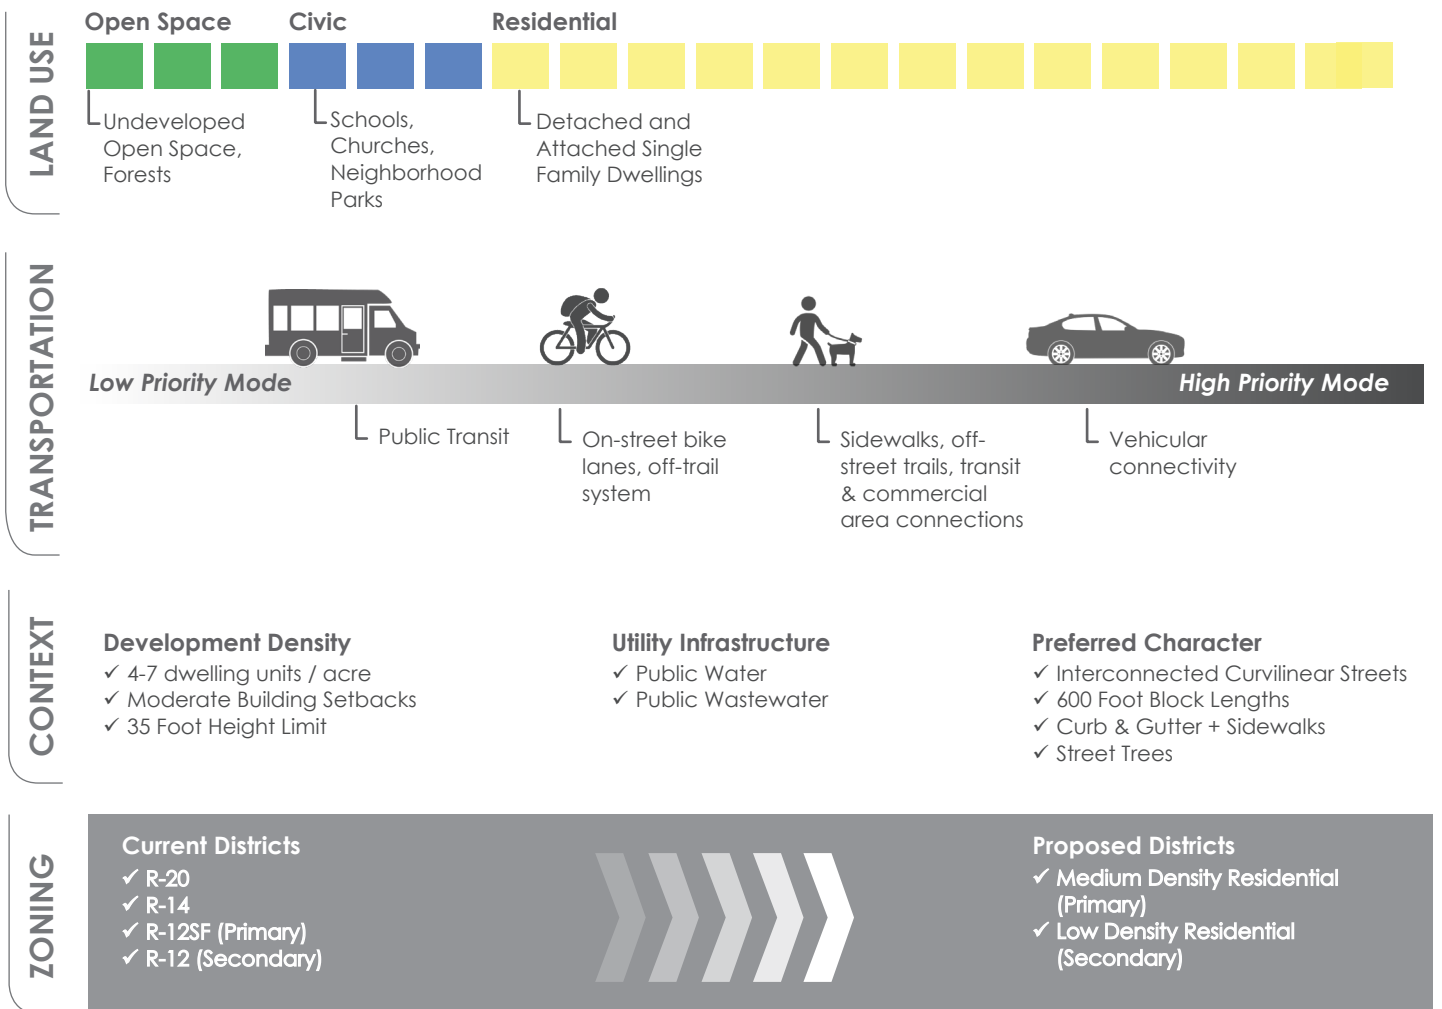 LAND USE
Open Space
Civic
Residential
Undeveloped
Open Space,
Forests
Schools,
Churches,
Neighborhood
Parks
Detached and
Attached Single
Family Dwellings
TRANSPORTATION
Low Priority Mode
High Priority Mode
Public Transit
On-street bike
lanes, off-trail
system
Sidewalks, off-
street trails, transit
& commercial
area connections
Vehicular
connectivity
CONTEXT
Development Density
✓ 4-7 dwelling units / acre
✓ Moderate Building Setbacks
✓ 35 Foot Height Limit
Utility Infrastructure
✓ Public Water
✓ Public Wastewater
Preferred Character
✓ Interconnected Curvilinear Streets
✓ 600 Foot Block Lengths
✓ Curb & Gutter + Sidewalks
✓ Street Trees
ZONING
Current Districts
✓ R-20
✓ R-14
✓ R-12SF (Primary)
✓ R-12 (Secondary)
Proposed Districts
✓ Medium Density Residential
(Primary)
✓ Low Density Residential
(Secondary)